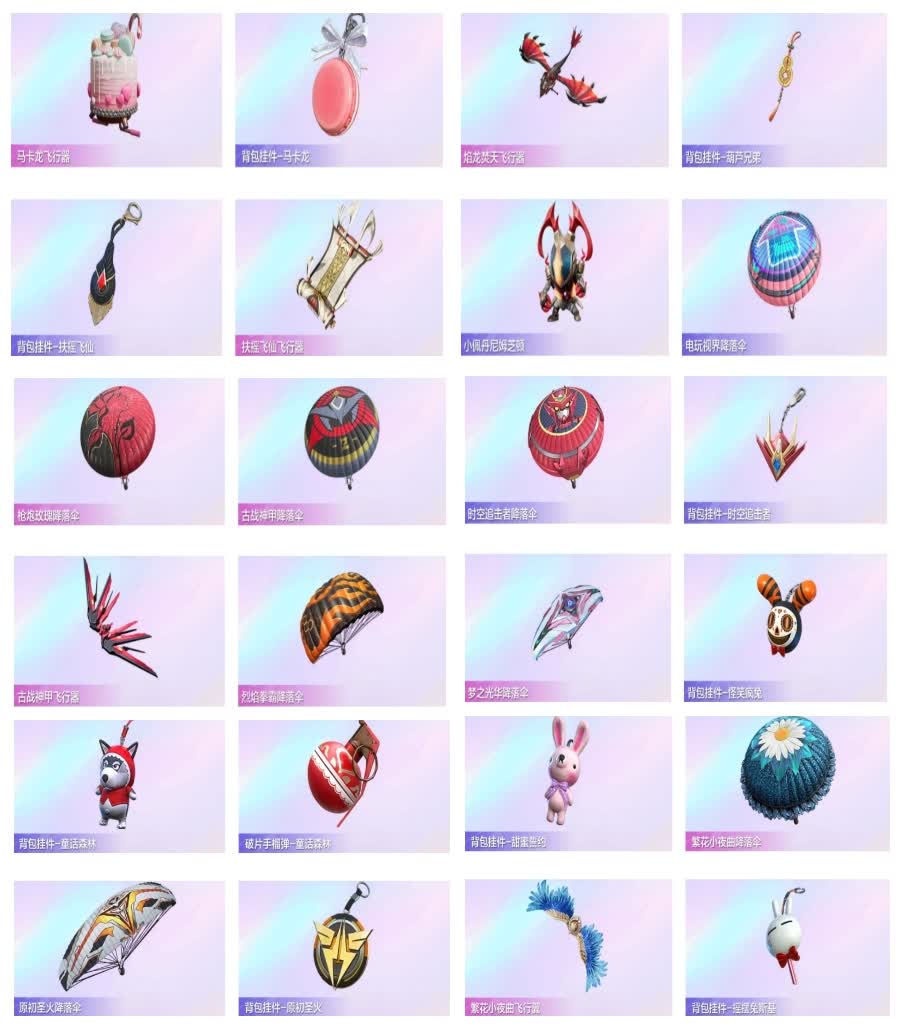 马卡龙飞行器
背包挂件-马卡龙
焰龙焚天飞行器
背包挂件-葫芦兄弟
背包挂件-扶摇飞仙
扶摇飞仙飞行器
小佩丹尼姆芝顿
电玩视界降落伞
枪炮玫瑰降落伞
古战神甲降落伞
时空追击者降落伞
背包挂件-时空追击者
古战神甲飞行器
烈焰拳霸降落伞
梦之光华降落伞
背包挂件-怪笑疯兔
背包挂件-童话森林
破片手榴弹-童话森林
背包挂件-甜蜜誓约
繁花小夜曲降落伞
原初圣火降落伞
背包挂件-原初圣火
繁花小夜曲飞行翼
背包挂件-摇摆兔斯基